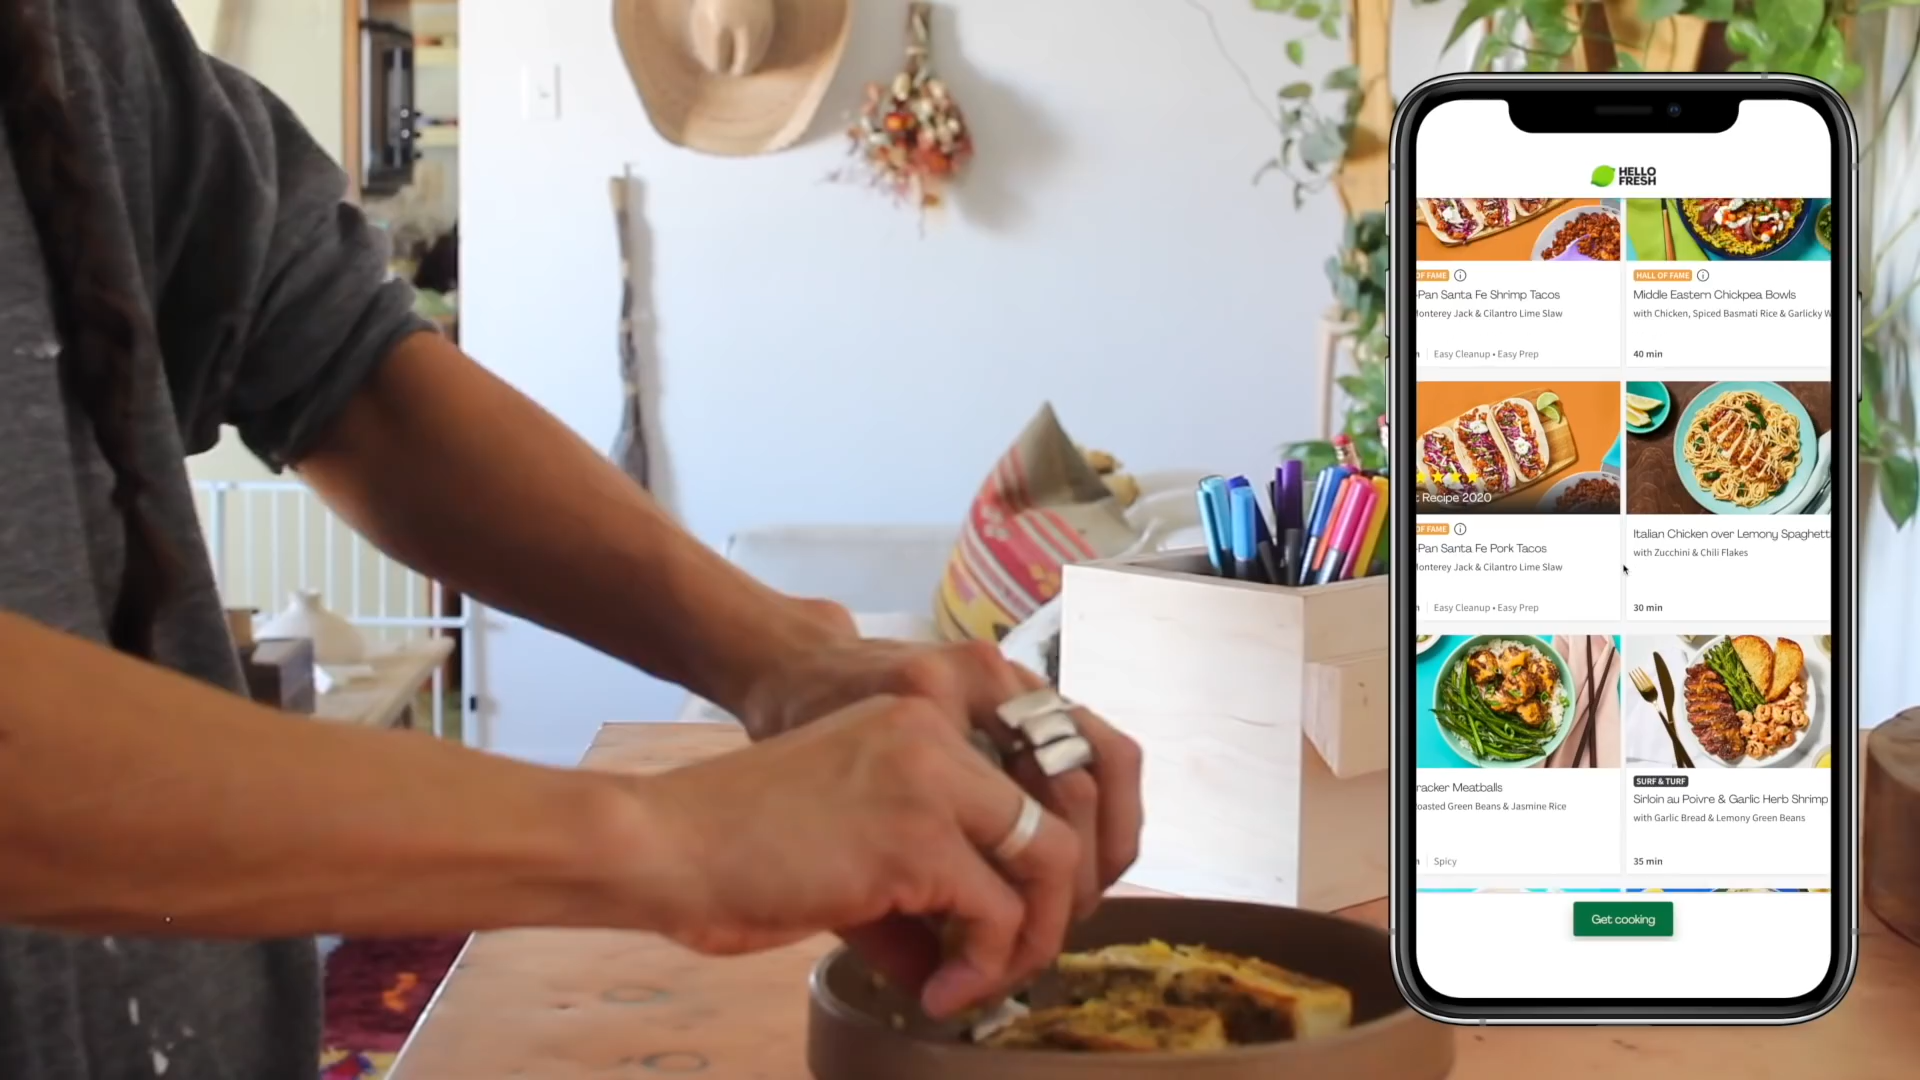 HELLO
FRESH
OF FAME
-Pan Santa Fe Shrimp Tacos
Monterey Jack & Cilantro Lime Slaw
Easy Cleanup • Easy Prep
HALL OF FAME
Middle Eastern Chickpea Bowls
with Chicken, Spiced Basmati Rice & Garlicky W
40 min
Recipe 2020
OF FAME
-Pan Santa Fe Pork Tacos
Monterey Jack & Cilantro Lime Slaw
Easy Cleanup • Easy Prep
Italian Chicken over Lemony Spaghett
with Zucchini & Chili Flakes
30 min
racker Meatballs
Roasted Green Beans & Jasmine Rice
Spicy
SURF & TURF
Sirloin au Poivre & Garlic Herb Shrimp
with Garlic Bread & Lemony Green Beans
35 min
Get cooking